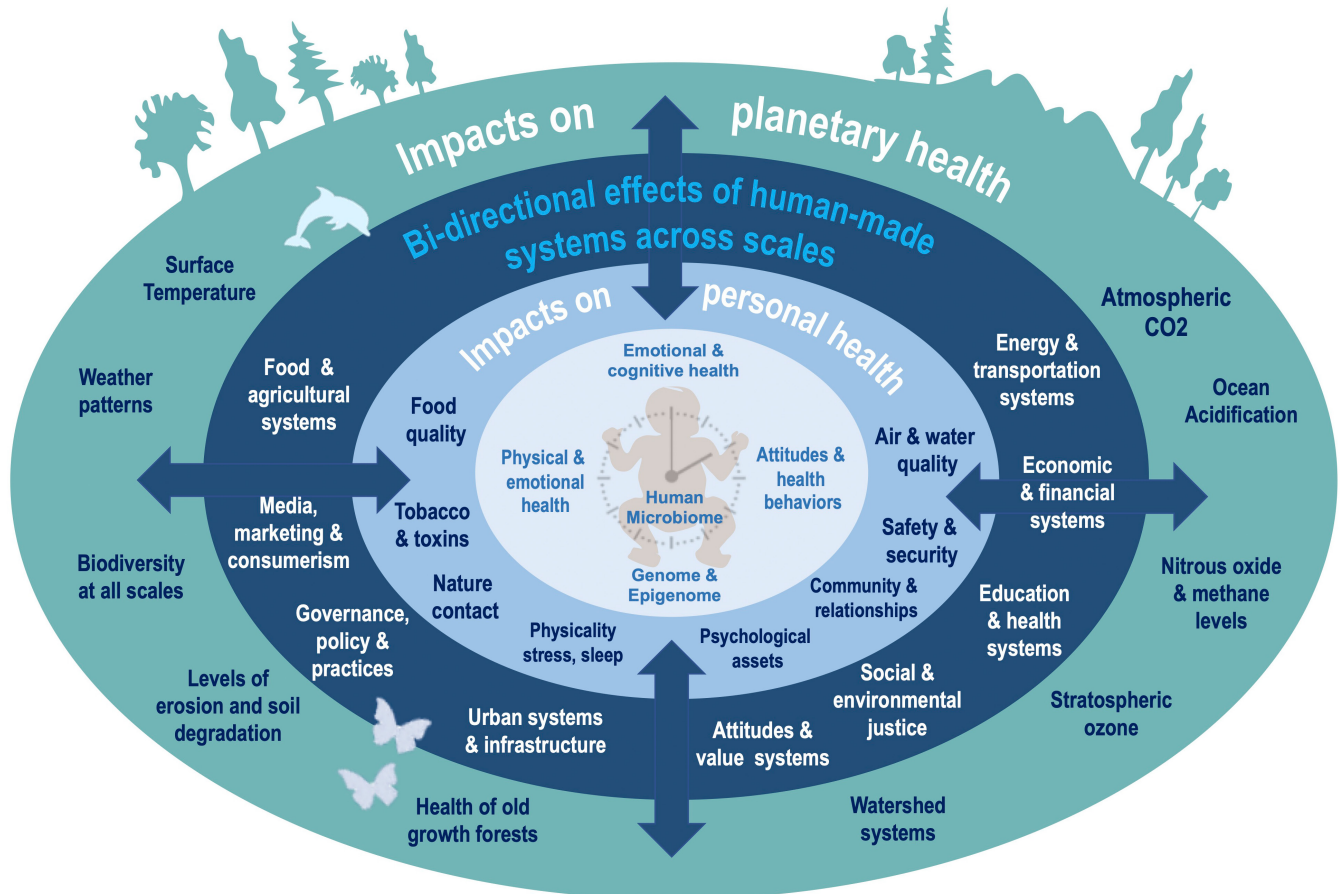 Impacts on planetary health
Bi-directional effects of human-made
systems across scales
Impacts on personal health
Surface
Temperature
Weather
patterns
Biodiversity
at all scales
Levels of
erosion and soil
degradation
Health of old
growth forests
Watershed
systems
Stratospheric
ozone
Nitrous oxide
& methane
levels
Ocean
Acidification
Atmospheric
CO2
Food &
agricultural
systems
Media,
marketing &
consumerism
Governance,
policy &
practices
Urban systems
& infrastructure
Attitudes &
value systems
Social &
environmental
justice
Education
& health
systems
Economic
& financial
systems
Energy &
transportation
systems
Food
quality
Tobacco
& toxins
Nature
contact
Physicality
stress, sleep
Psychological
assets
Community &
relationships
Safety &
security
Air & water
quality
Emotional &
cognitive health
Physical &
emotional
health
Attitudes &
health
behaviors
Human
Microbiome
Genome &
Epigenome